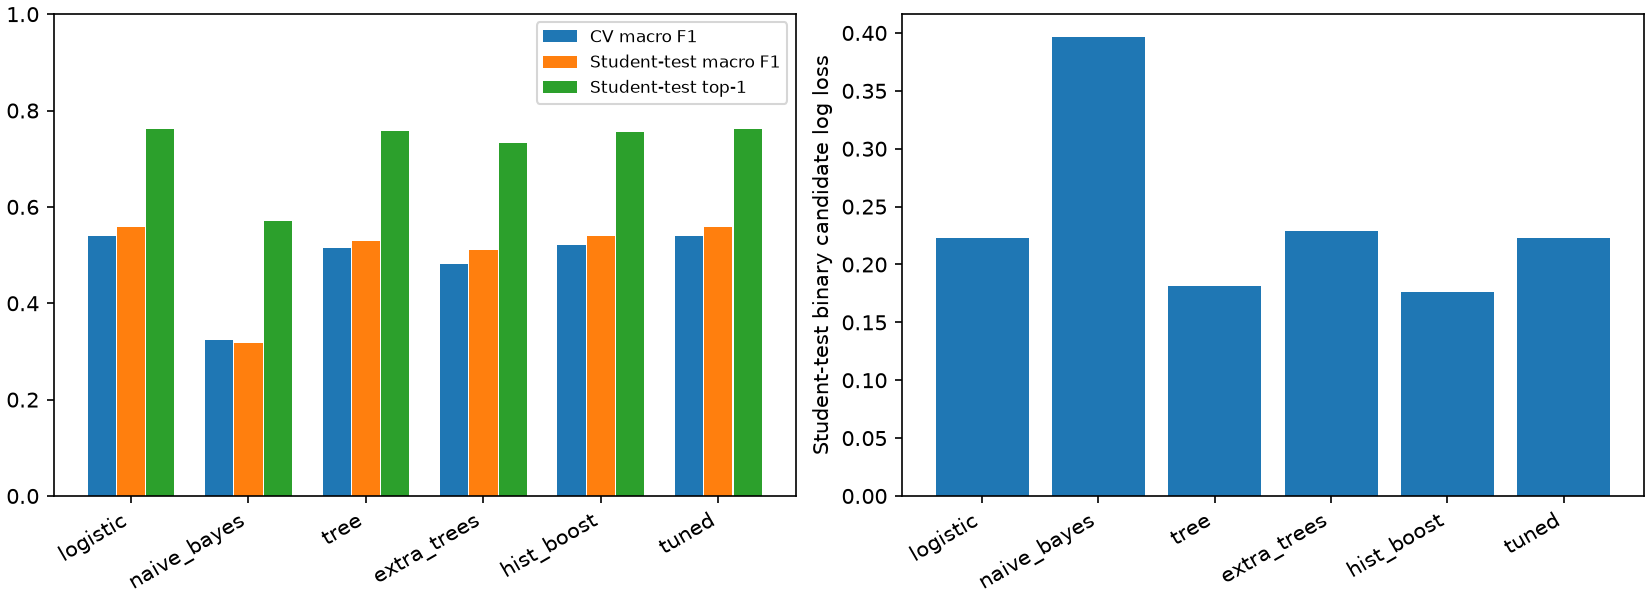 1.0
0.8
0.6
0.4
0.2
0.0
CV macro F1
Student-test macro F1
Student-test top-1
logistic
naive_bayes
tree
extra_trees
hist_boost
tuned
Student-test binary candidate log loss
0.40
0.35
0.30
0.25
0.20
0.15
0.10
0.05
0.00
logistic
naive_bayes
tree
extra_trees
hist_boost
tuned